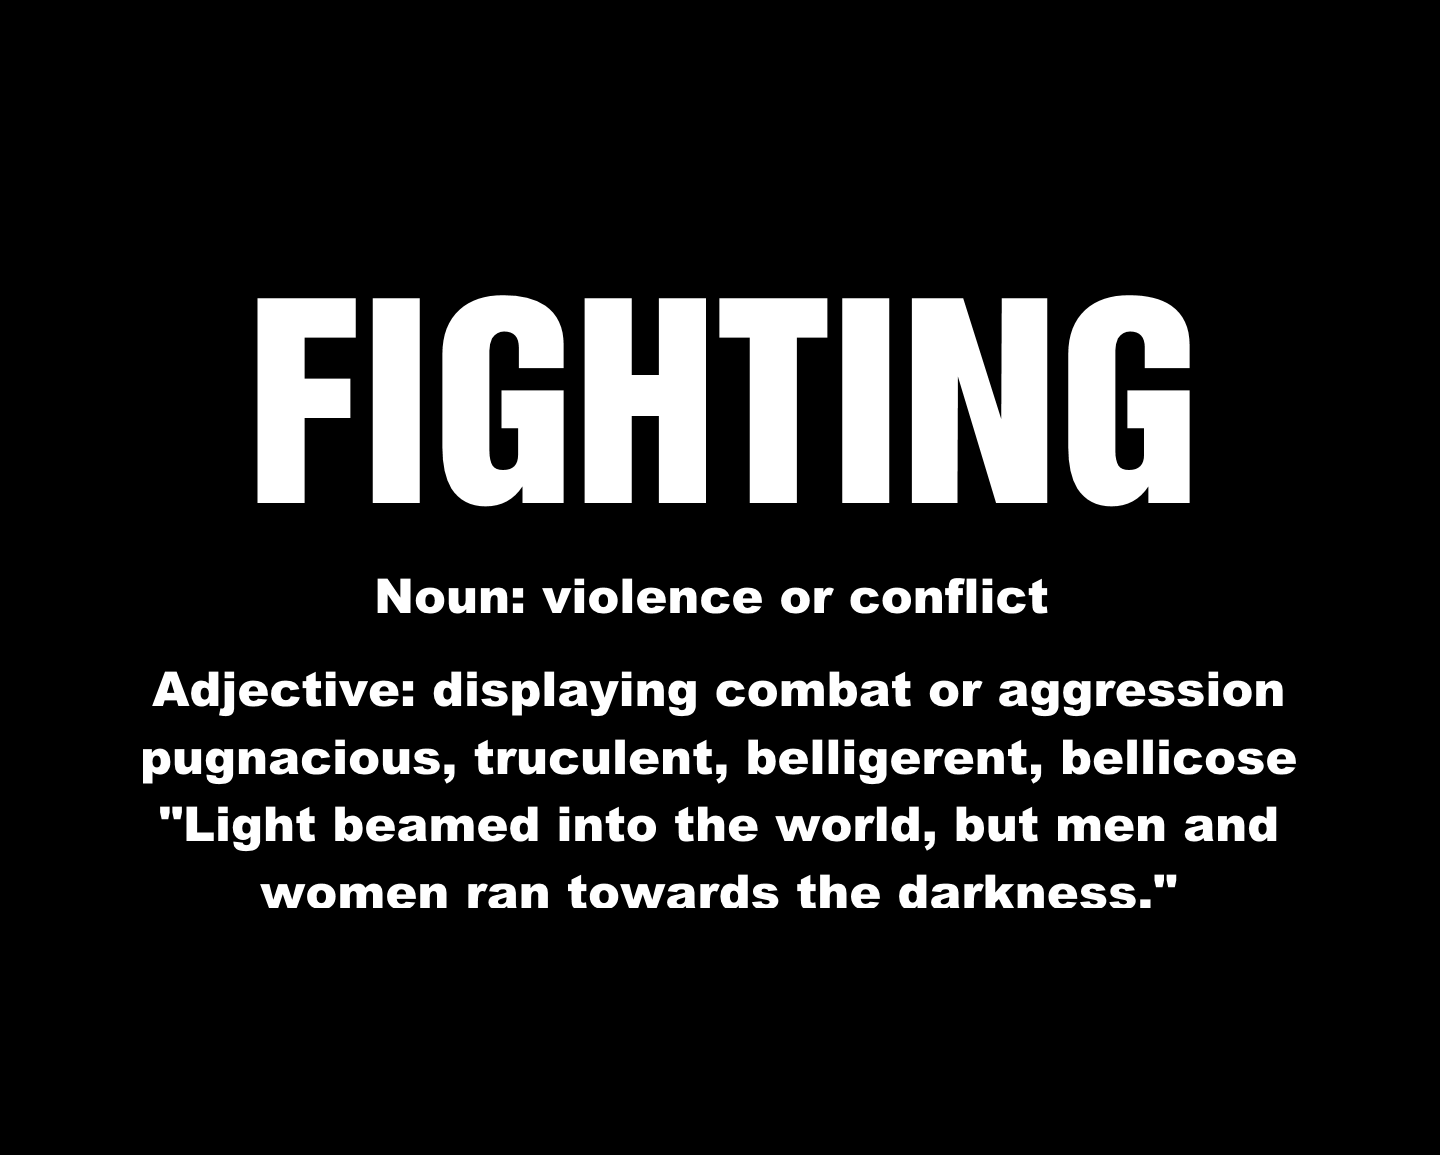 FIGHTING
Noun: violence or conflict
Adjective: displaying combat or aggression
pugnacious, truculent, belligerent, bellicose
"Light beamed into the world, but men and
women ran towards the darkness."